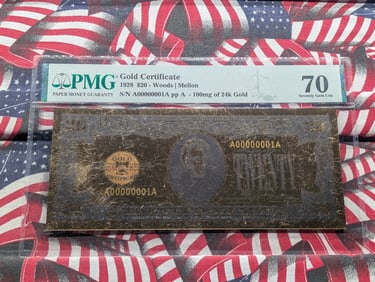 PMG
PAPER MONEY GUARANTY
Gold Certificate
1928 $20 - Woods | Mellon
S/N A00000001A pp A - 100mg of 24k Gold
70
Seventy Gem Unc
A00000001A
GOLD
TWENTY
A00000001A